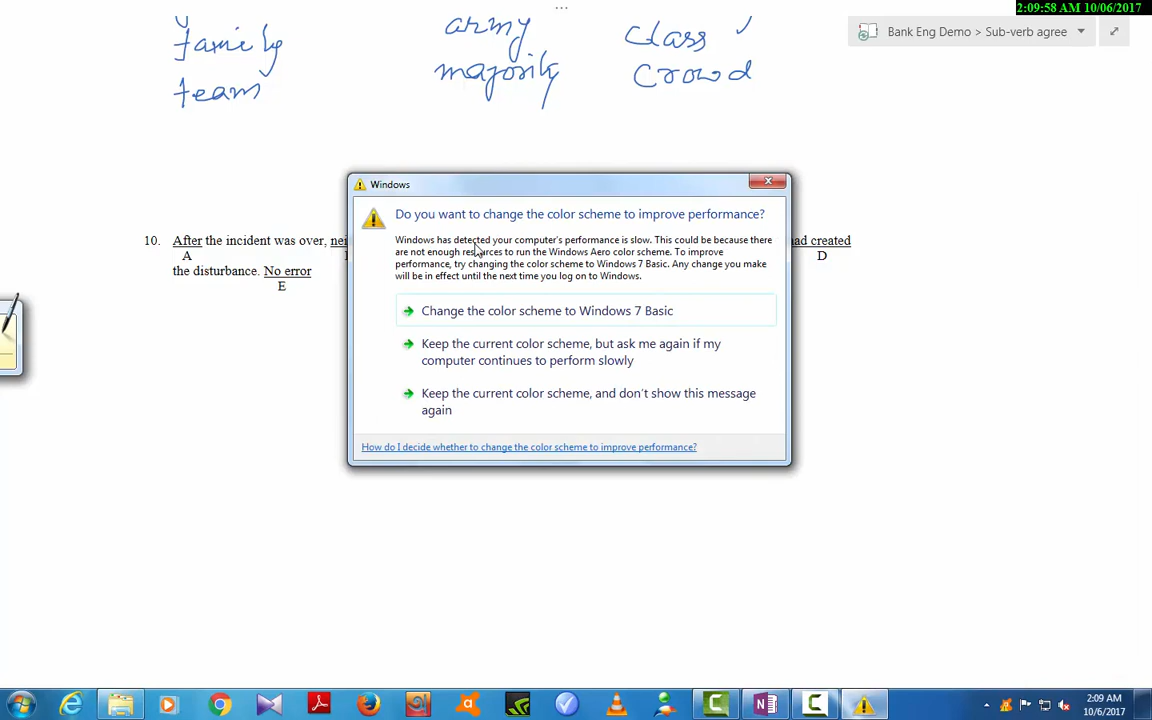 2:09:58 AM 10/06/2017
Bank Eng Demo > Sub-verb agree
family
army
class
team
majority
crowd
Windows
Do you want to change the color scheme to improve performance?
Windows has detected your computer's performance is slow. This could be because there
are not enough resources to run the Windows Aero color scheme. To improve
performance, try changing the color scheme to Windows 7 Basic. Any change you make
will be in effect until the next time you log on to Windows.
Change the color scheme to Windows 7 Basic
Keep the current color scheme, but ask me again if my
computer continues to perform slowly
Keep the current color scheme, and don't show this message
again
How do I decide whether to change the color scheme to improve performance?
10. After the incident was over, had created
A D
the disturbance. No error
E
2:09 AM
10/6/2017